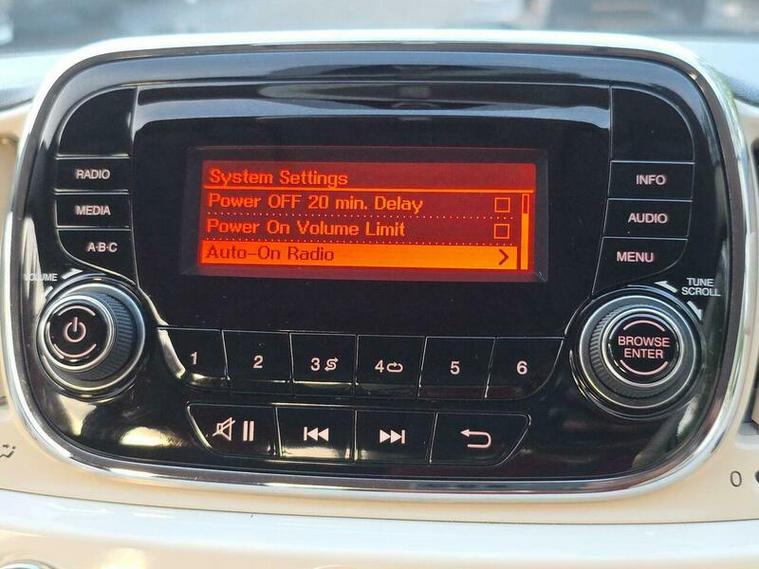 System Settings
Power OFF 20 min. Delay
Power On Volume Limit
Auto-On Radio
RADIO
MEDIA
A·B·C
VOLUME
INFO
AUDIO
MENU
TUNE
SCROLL
BROWSE
ENTER
1
2
3
4
5
6
0